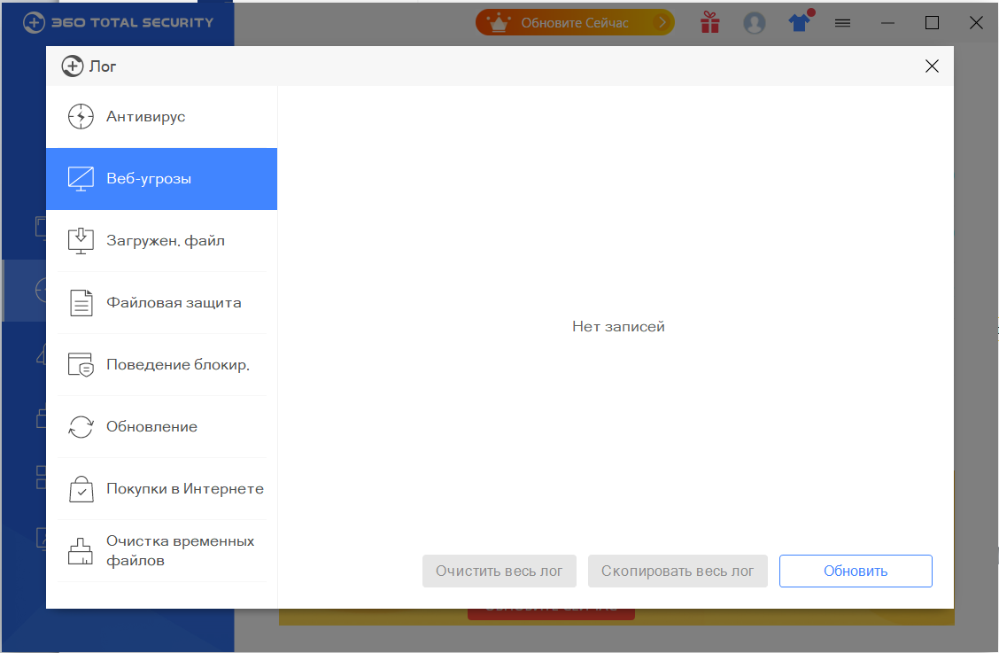 360 TOTAL SECURITY
Обновите Сейчас
Лог
Антивирус
Веб-угрозы
Загружен. файл
Файловая защита
Поведение блокир.
Обновление
Покупки в Интернете
Очистка временных
файлов
Нет записей
Очистить весь лог
Скопировать весь лог
Обновить